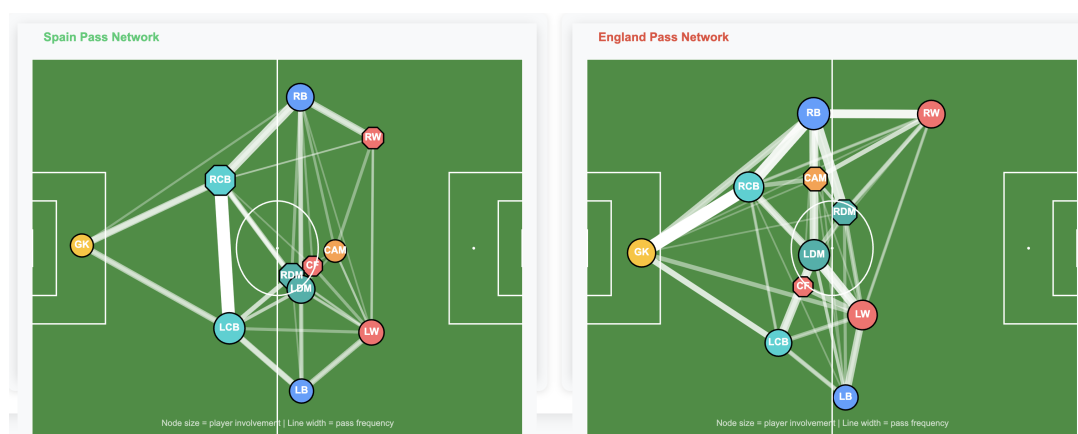 Spain Pass Network
RB
RW
RCB
GK
CAM
CF
RDM
LDM
LCB
LW
LB
Node size = player involvement | Line width = pass frequency
England Pass Network
RB
RW
CAM
RCB
RDM
GK
LDM
CF
LW
LCB
LB
Node size = player involvement | Line width = pass frequency